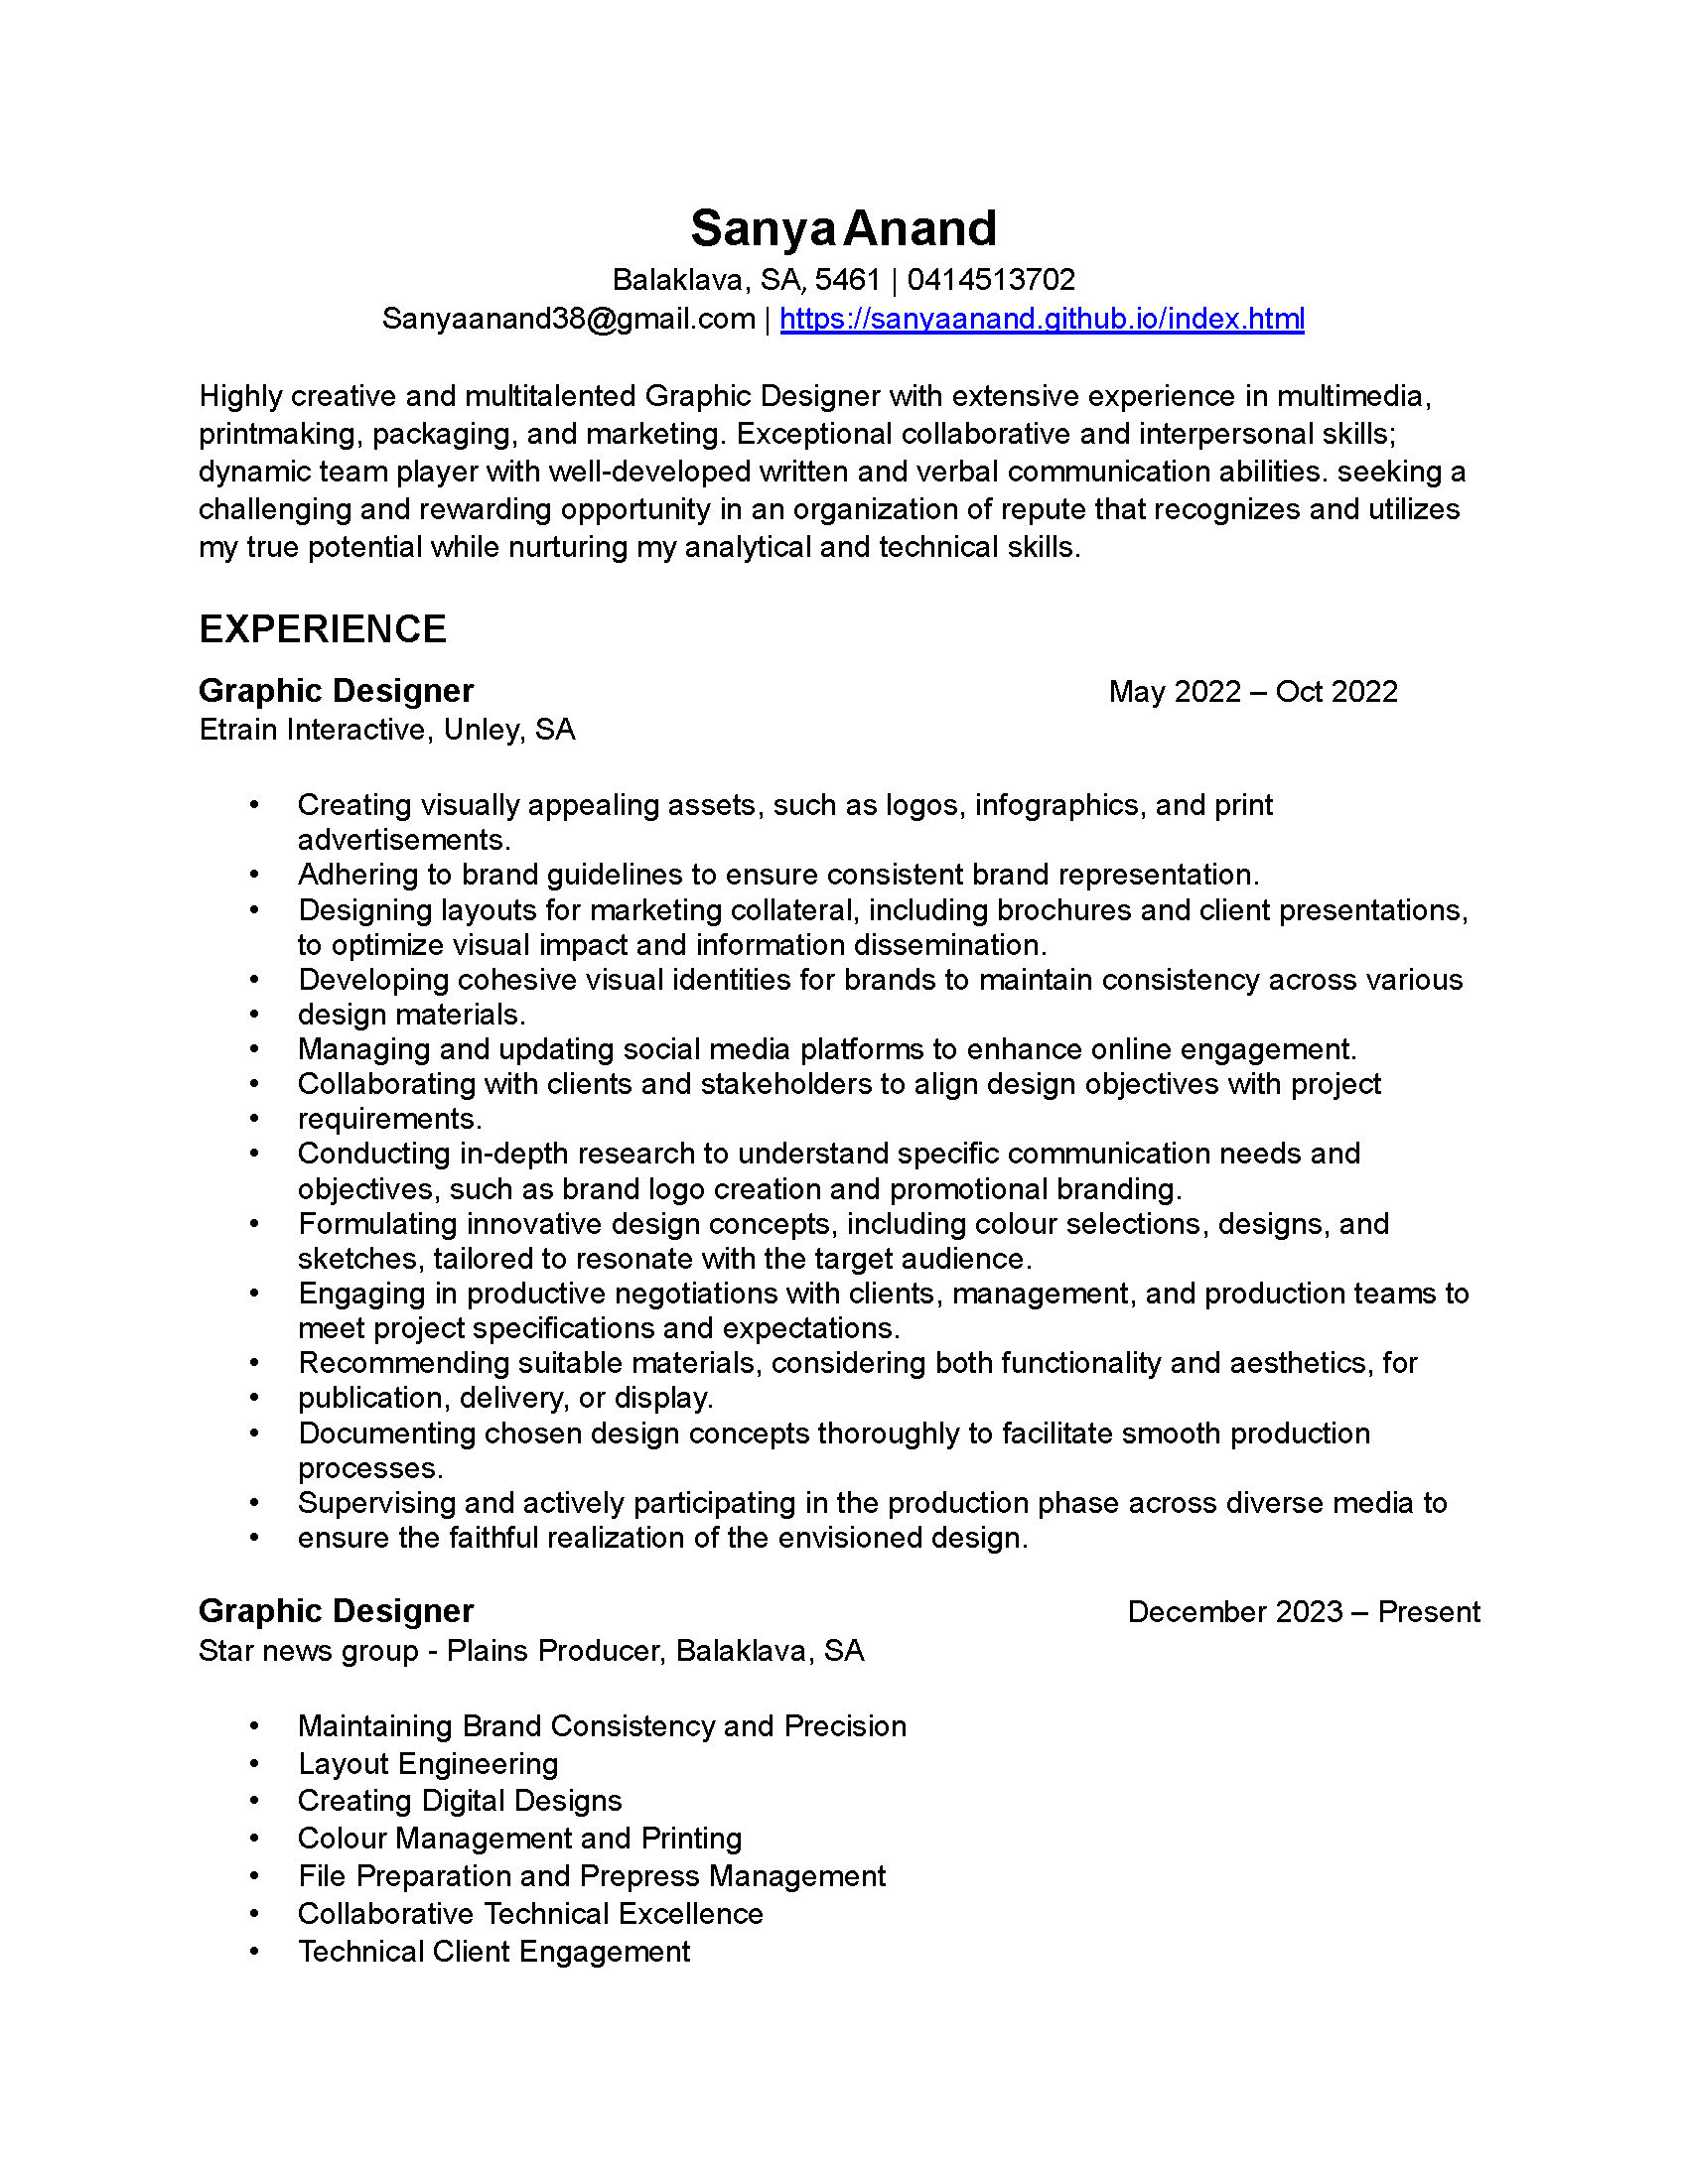 Sanya Anand
Balaklava, SA, 5461 | 0414513702
Sanyaanand38@gmail.com | https://sanyaanand.github.io/index.html
Highly creative and multitalented Graphic Designer with extensive experience in multimedia,
printmaking, packaging, and marketing. Exceptional collaborative and interpersonal skills;
dynamic team player with well-developed written and verbal communication abilities. seeking a
challenging and rewarding opportunity in an organization of repute that recognizes and utilizes
my true potential while nurturing my analytical and technical skills.
EXPERIENCE
Graphic Designer May 2022 – Oct 2022
Etrain Interactive, Unley, SA
• Creating visually appealing assets, such as logos, infographics, and print
advertisements.
• Adhering to brand guidelines to ensure consistent brand representation.
• Designing layouts for marketing collateral, including brochures and client presentations,
to optimize visual impact and information dissemination.
• Developing cohesive visual identities for brands to maintain consistency across various
• design materials.
• Managing and updating social media platforms to enhance online engagement.
• Collaborating with clients and stakeholders to align design objectives with project
• requirements.
• Conducting in-depth research to understand specific communication needs and
objectives, such as brand logo creation and promotional branding.
• Formulating innovative design concepts, including colour selections, designs, and
sketches, tailored to resonate with the target audience.
• Engaging in productive negotiations with clients, management, and production teams to
meet project specifications and expectations.
• Recommending suitable materials, considering both functionality and aesthetics, for
• publication, delivery, or display.
• Documenting chosen design concepts thoroughly to facilitate smooth production
processes.
• Supervising and actively participating in the production phase across diverse media to
• ensure the faithful realization of the envisioned design.
Graphic Designer December 2023 – Present
Star news group - Plains Producer, Balaklava, SA
• Maintaining Brand Consistency and Precision
• Layout Engineering
• Creating Digital Designs
• Colour Management and Printing
• File Preparation and Prepress Management
• Collaborative Technical Excellence
• Technical Client Engagement